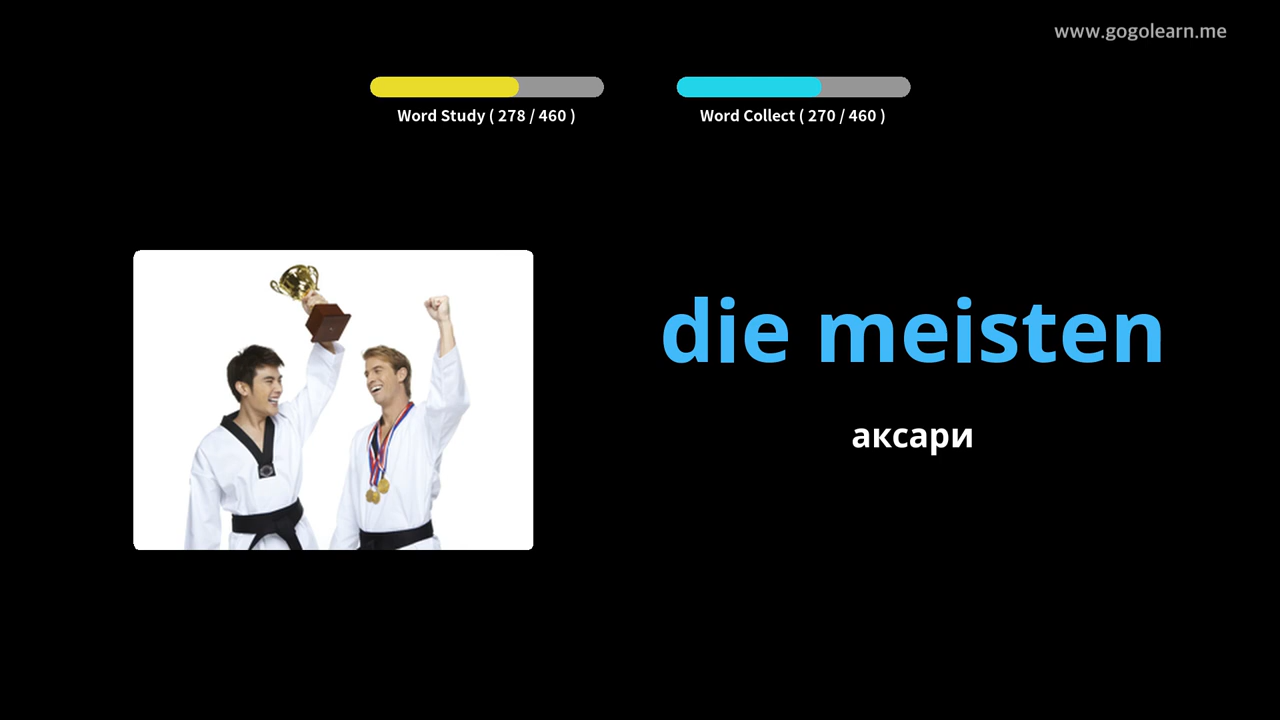 www.gogolearn.me
Word Study ( 278 / 460 )
Word Collect ( 270 / 460 )
die meisten
аксари